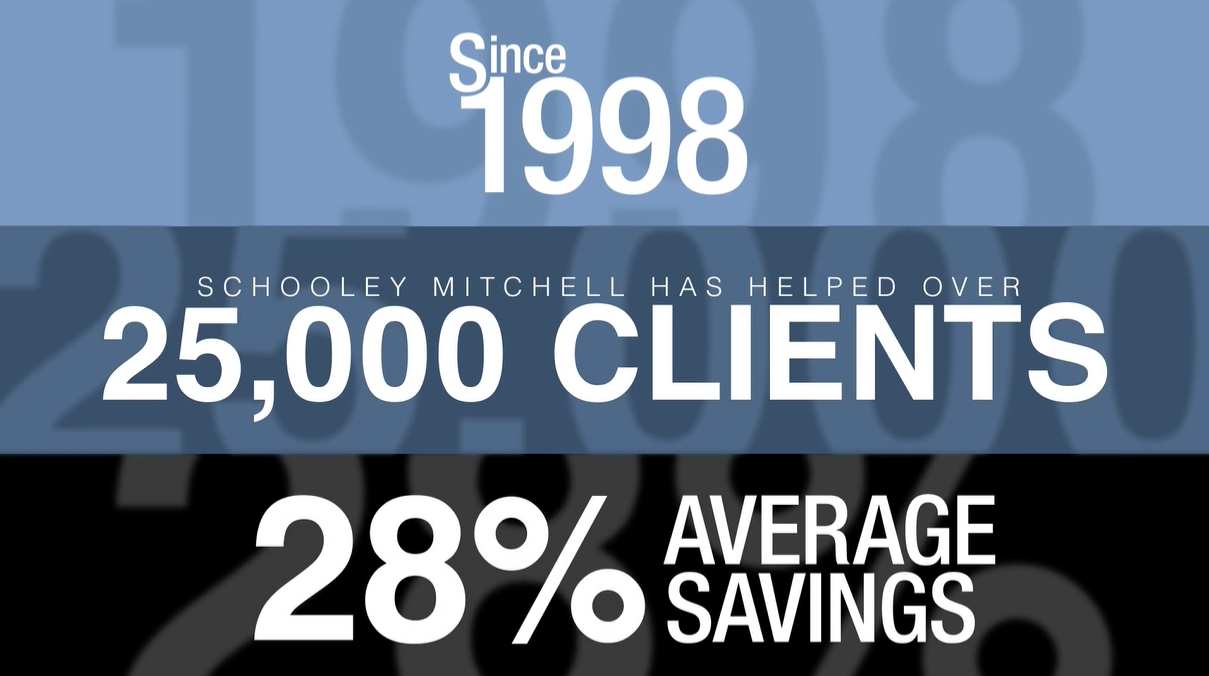 Since
1998
SCHOOLEY MITCHELL HAS HELPED OVER
25,000 CLIENTS
28% AVERAGE
SAVINGS